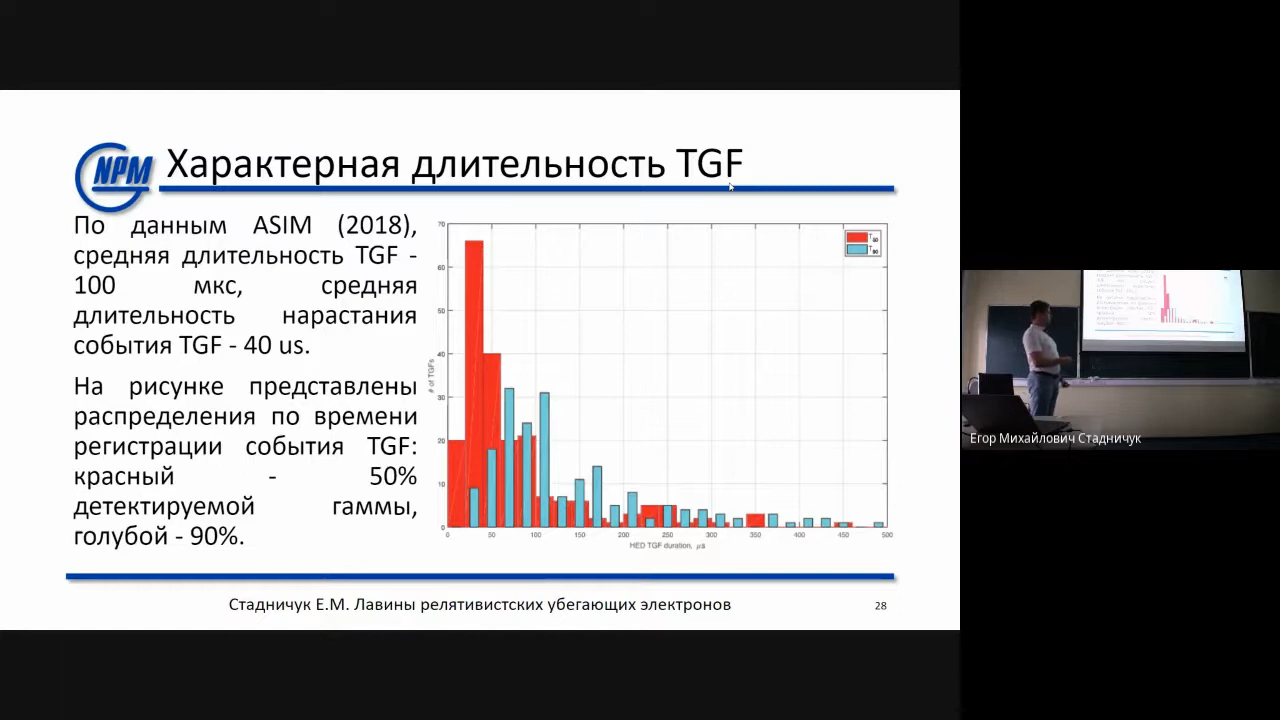 NPM
Характерная длительность TGF
По данным ASIM (2018),
средняя длительность TGF -
100 мкс, средняя
длительность нарастания
события TGF - 40 us.
На рисунке представлены
распределения по времени
регистрации события TGF:
красный - 50%
детектируемой гаммы,
голубой - 90%.
# of TGFs
70
60
50
40
30
20
10
0
0 50 100 150 200 250 300 350 400 450 500
HED TGF duration, μs
T50
T90
Стадничук Е.М. Лавины релятивистских убегающих электронов
28
Егор Михайлович Стадничук